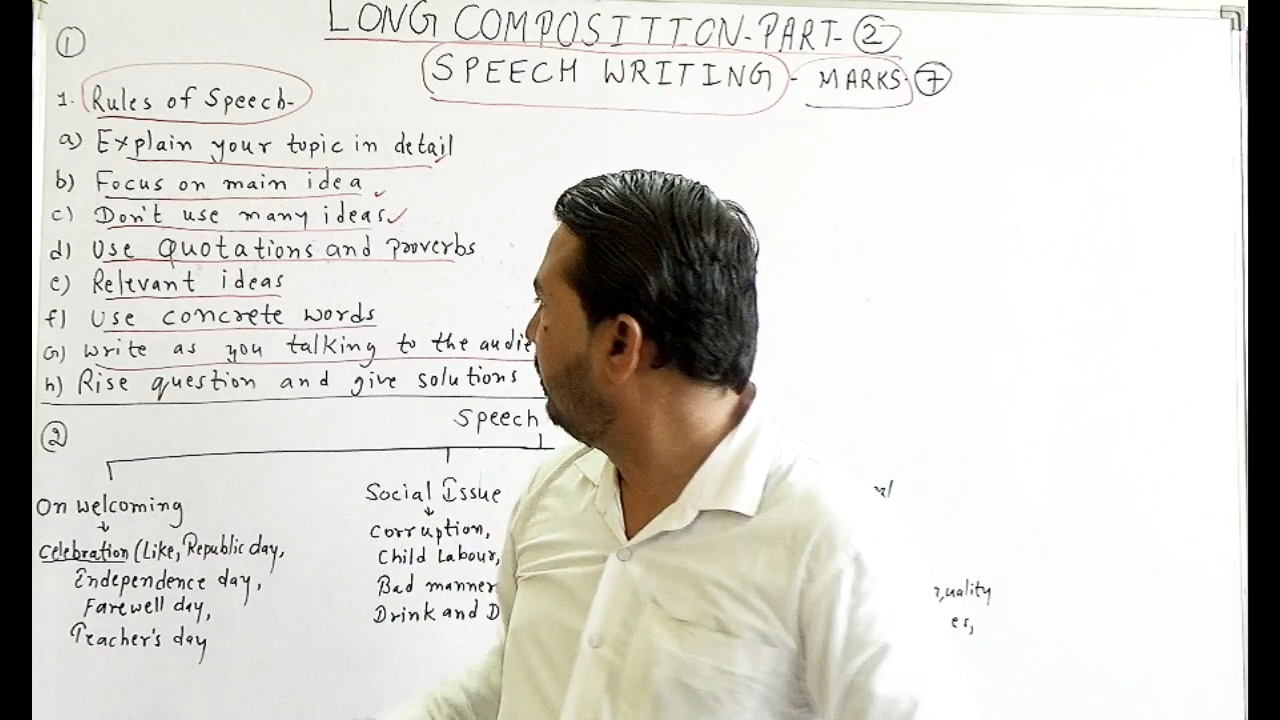 LONG COMPOSITION-PART-②
SPEECH WRITING - MARKS-⑦
①
1. Rules of Speech-
a) Explain your topic in detail
b) Focus on main idea
c) Don't use many ideas
d) Use Quotations and proverbs
e) Relevant ideas
f) Use concrete words
G) Write as you talking to the
h) Rise question and give solutions
②
Speech
On welcoming
Celebration (Like, Republic day,
Independence day,
Farewell day,
Teacher's day
Social Issue
Corruption,
Child Labour,
Bad manner
Drink and D